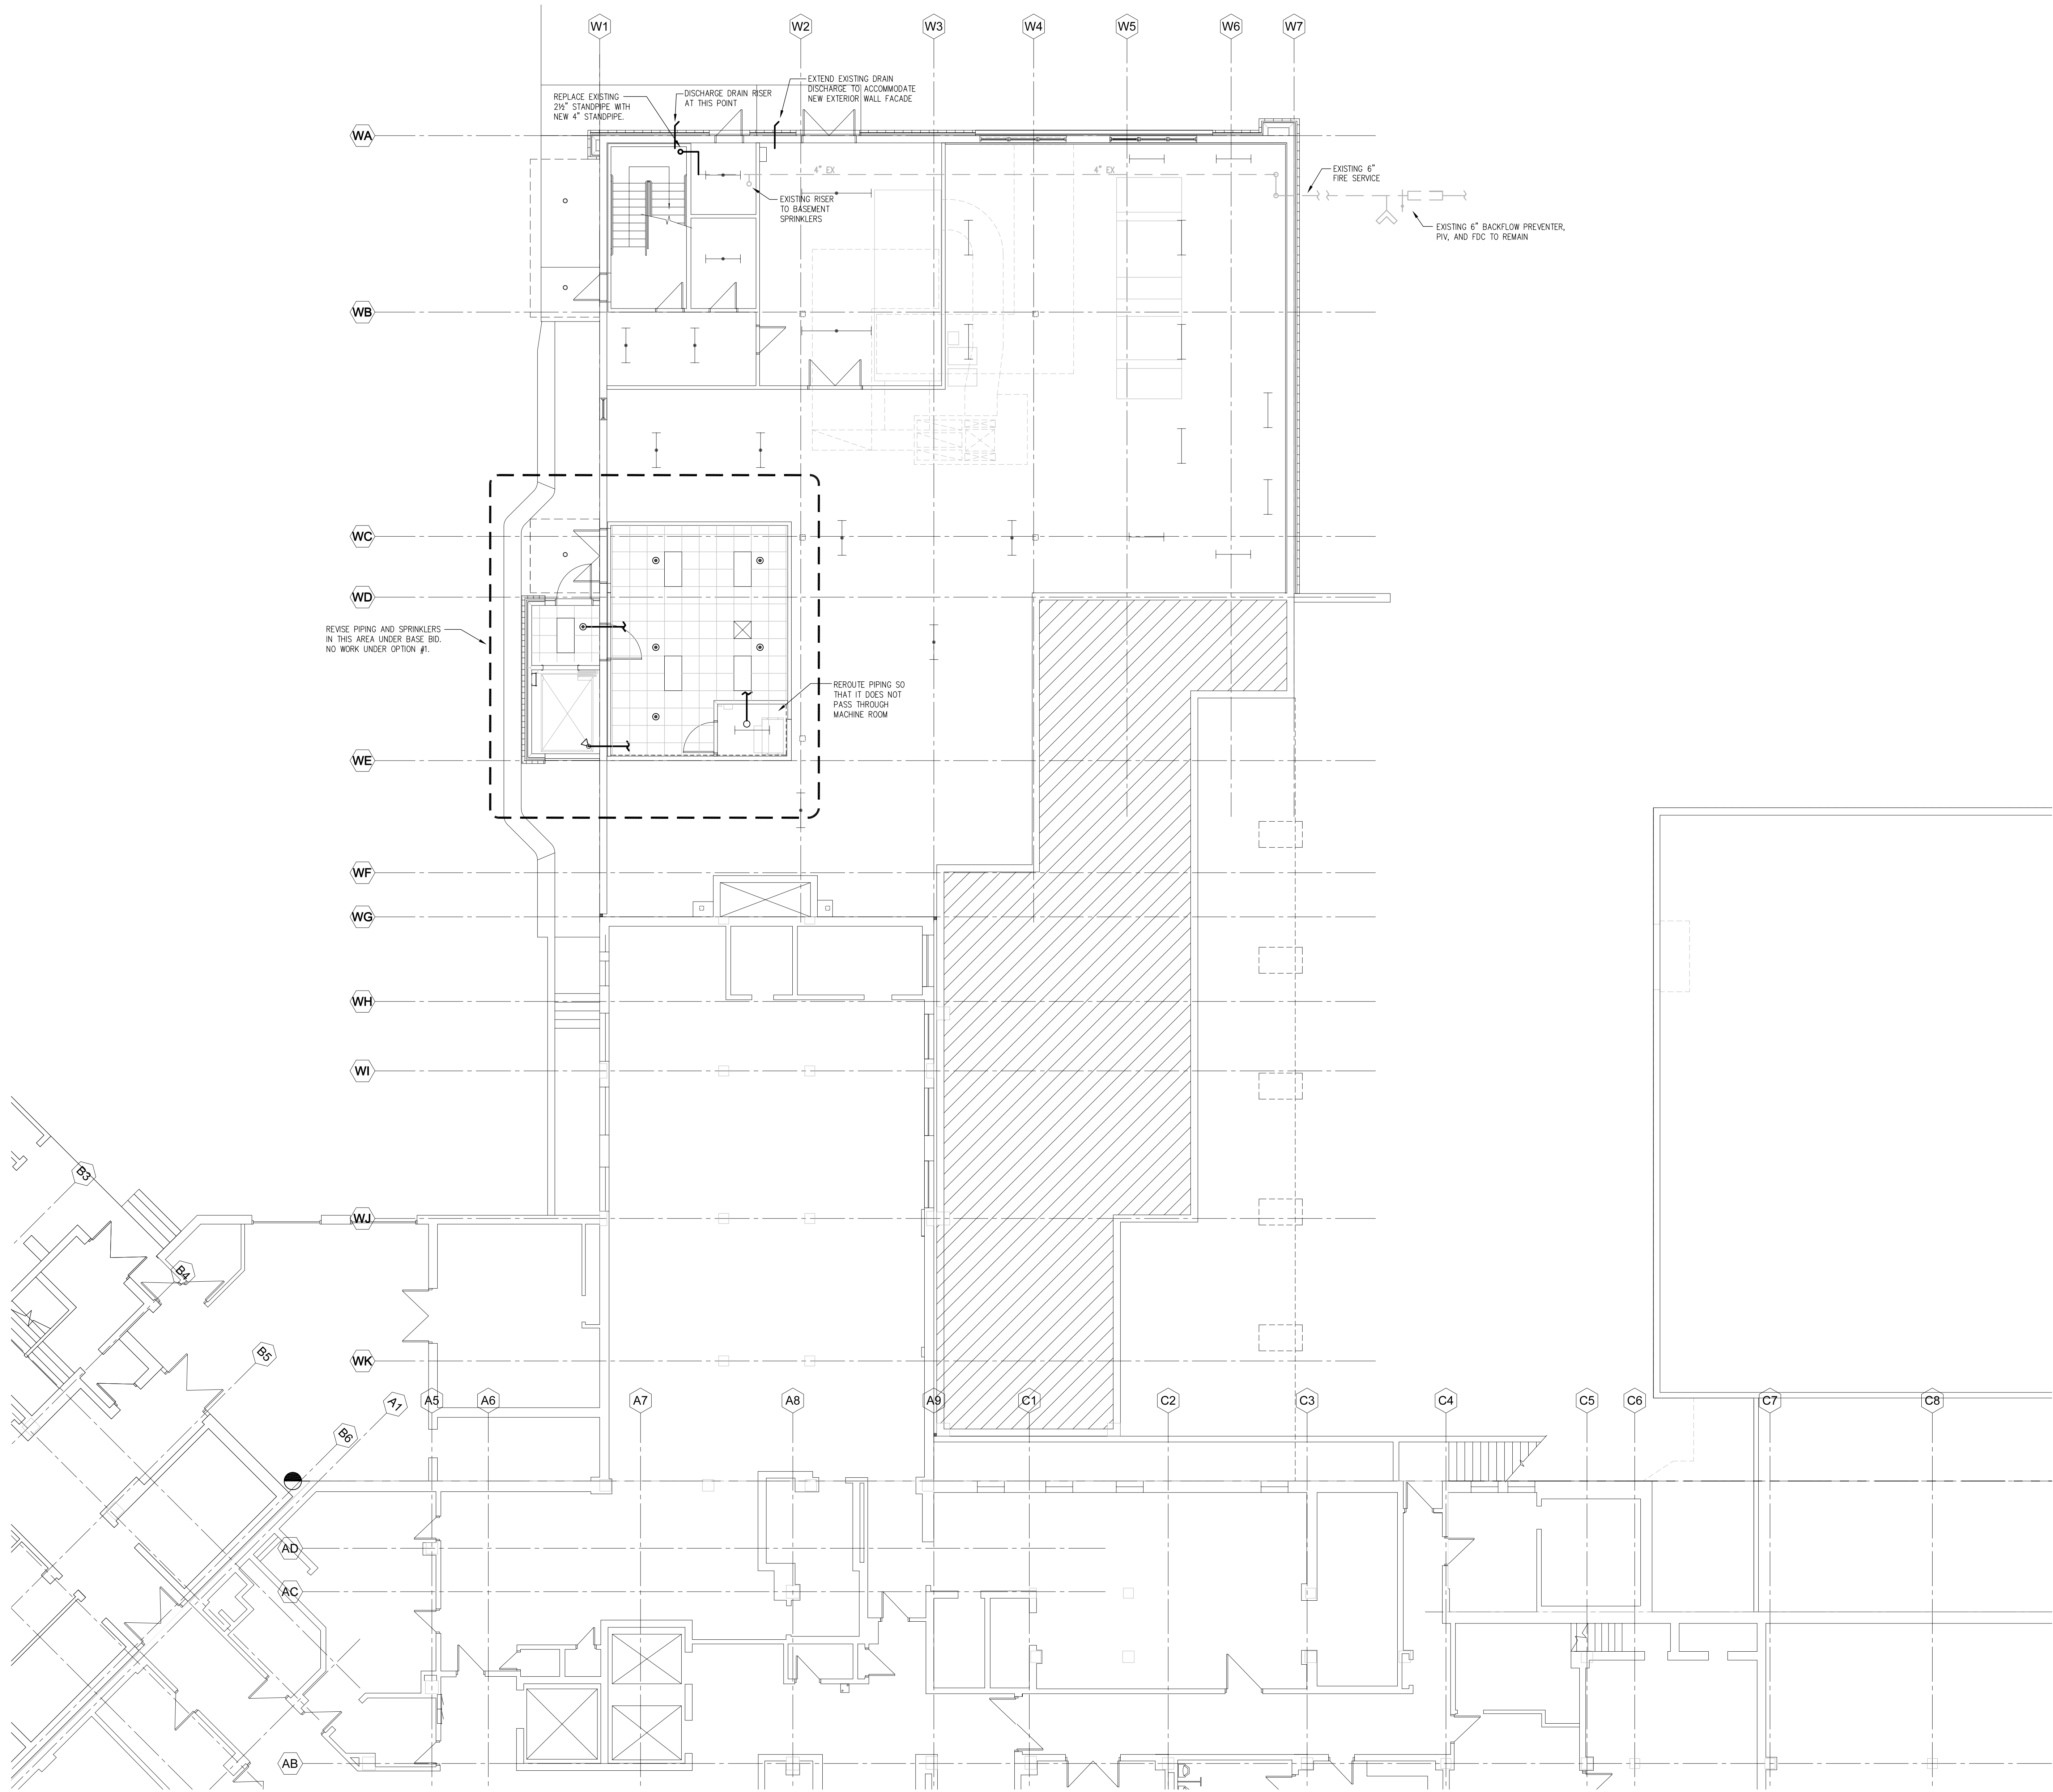 W1
W2
W3
W4
W5
W6
W7
EXTEND EXISTING DRAIN
DISCHARGE TO ACCOMMODATE
NEW EXTERIOR WALL FACADE
DISCHARGE DRAIN RISER
AT THIS POINT
REPLACE EXISTING
2½" STANDPIPE WITH
NEW 4" STANDPIPE.
WA
4" EX
4" EX
EXISTING 6"
FIRE SERVICE
EXISTING RISER
TO BASEMENT
SPRINKLERS
EXISTING 6" BACKFLOW PREVENTER,
PIV, AND FDC TO REMAIN
WB
WC
WD
REVISE PIPING AND SPRINKLERS
IN THIS AREA UNDER BASE BID.
NO WORK UNDER OPTION #1.
REROUTE PIPING SO
THAT IT DOES NOT
PASS THROUGH
MACHINE ROOM
WE
WF
WG
WH
WI
B3
WJ
B4
B5
WK
A1
A5
A6
A7
A8
A9
C1
C2
C3
C4
C5
C6
C7
C8
B6
AD
AC
AB